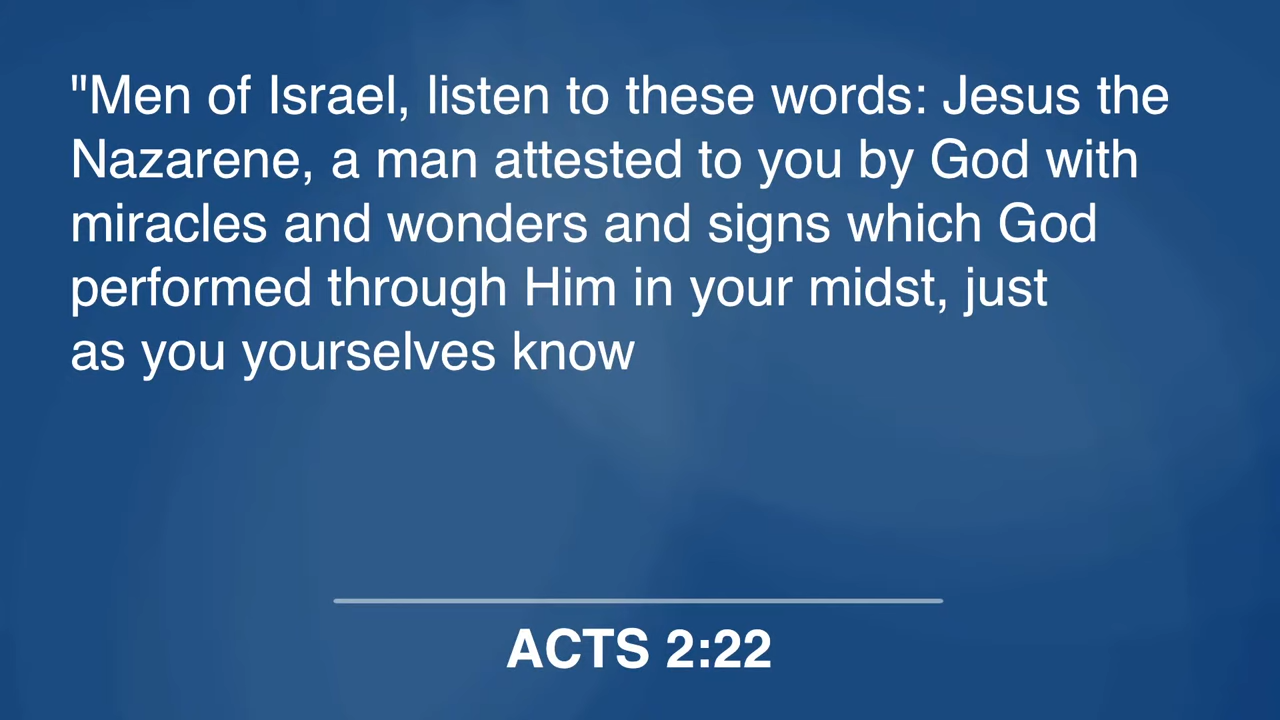 "Men of Israel, listen to these words: Jesus the
Nazarene, a man attested to you by God with
miracles and wonders and signs which God
performed through Him in your midst, just
as you yourselves know
ACTS 2:22